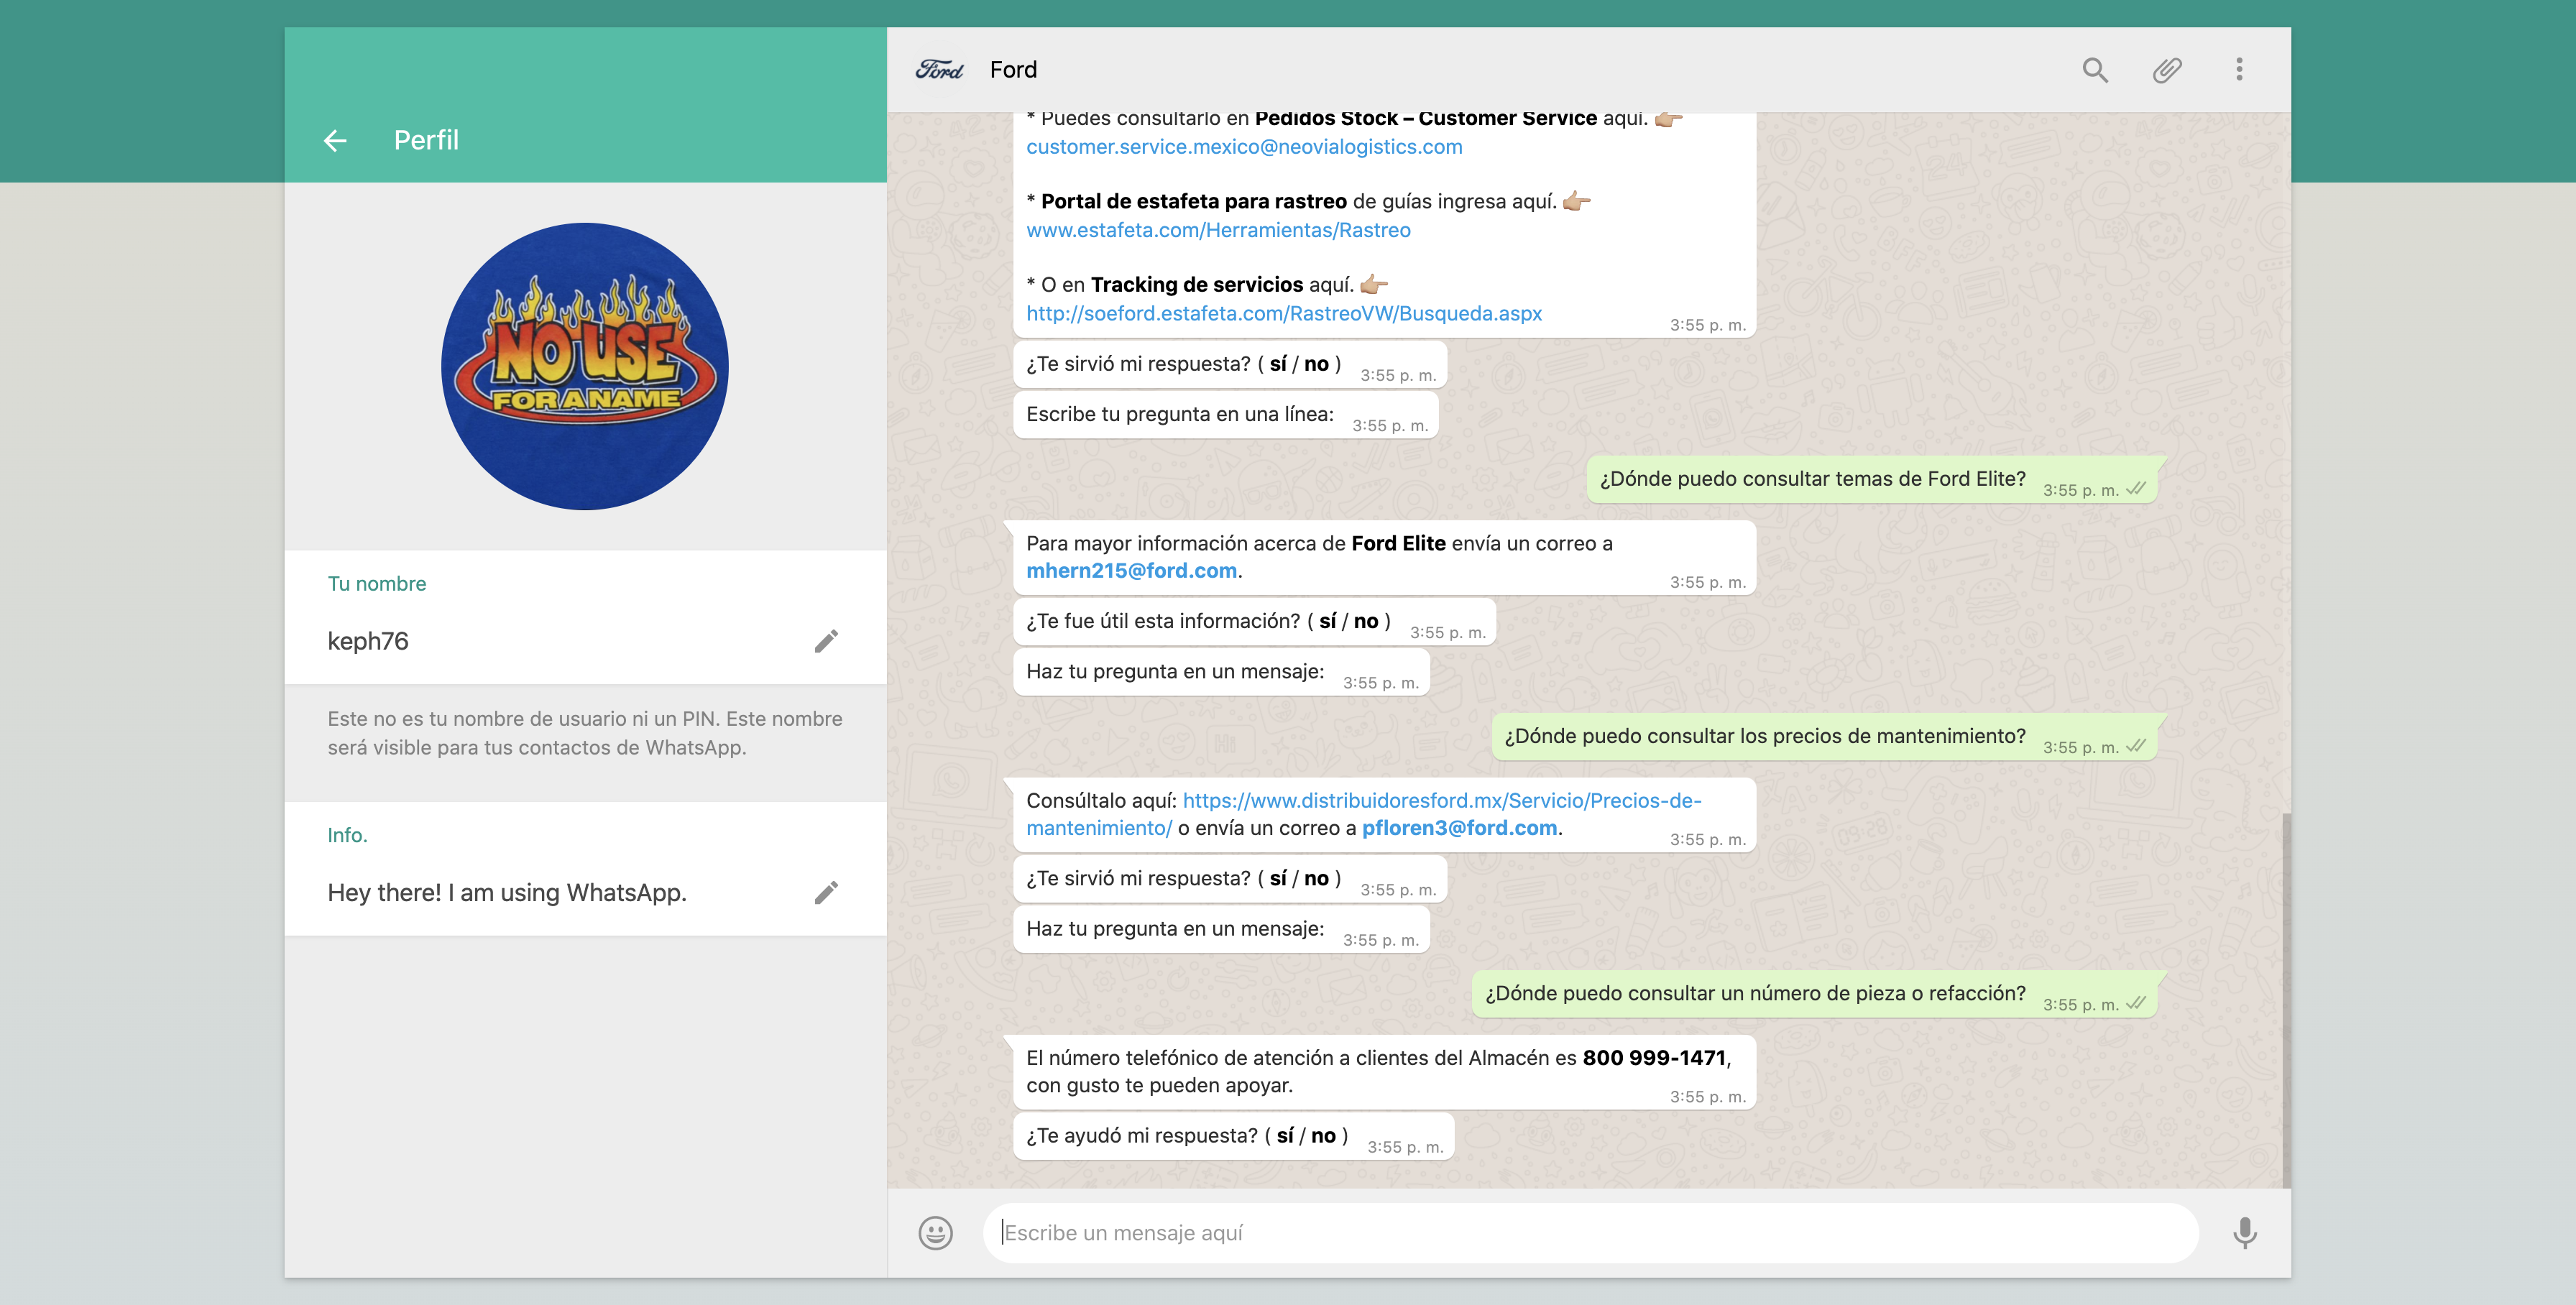 Perfil
NO USE
FOR A NAME
Tu nombre
keph76
Este no es tu nombre de usuario ni un PIN. Este nombre
será visible para tus contactos de WhatsApp.
Info.
Hey there! I am using WhatsApp.
Ford
Ford
* Puedes consultarlo en Pedidos Stock – Customer Service aquí. 👉🏼
customer.service.mexico@neovialogistics.com
* Portal de estafeta para rastreo de guías ingresa aquí. 👉🏼
www.estafeta.com/Herramientas/Rastreo
* O en Tracking de servicios aquí. 👉🏼
http://soeford.estafeta.com/RastreoVW/Busqueda.aspx
3:55 p. m.
¿Te sirvió mi respuesta? ( sí / no ) 3:55 p. m.
Escribe tu pregunta en una línea: 3:55 p. m.
¿Dónde puedo consultar temas de Ford Elite? 3:55 p. m.
Para mayor información acerca de Ford Elite envía un correo a
mhern215@ford.com.
3:55 p. m.
¿Te fue útil esta información? ( sí / no ) 3:55 p. m.
Haz tu pregunta en un mensaje: 3:55 p. m.
¿Dónde puedo consultar los precios de mantenimiento? 3:55 p. m.
Consúltalo aquí: https://www.distribuidoresford.mx/Servicio/Precios-de-
mantenimiento/ o envía un correo a pfloren3@ford.com.
3:55 p. m.
¿Te sirvió mi respuesta? ( sí / no ) 3:55 p. m.
Haz tu pregunta en un mensaje: 3:55 p. m.
¿Dónde puedo consultar un número de pieza o refacción? 3:55 p. m.
El número telefónico de atención a clientes del Almacén es 800 999-1471,
con gusto te pueden apoyar.
3:55 p. m.
¿Te ayudó mi respuesta? ( sí / no ) 3:55 p. m.
Escribe un mensaje aquí